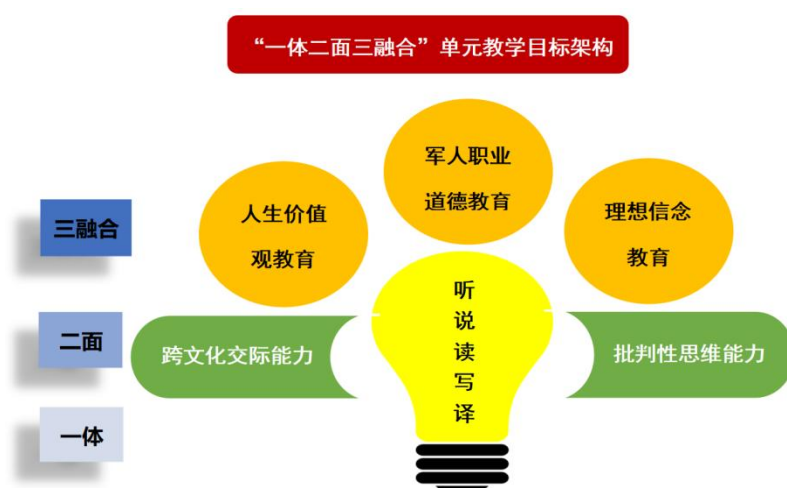 “一体二面三融合”单元教学目标架构
军人职业
道德教育
人生价值
观教育
理想信念
教育
三融合
听
说
读
写
译
二面
跨文化交际能力
批判性思维能力
一体